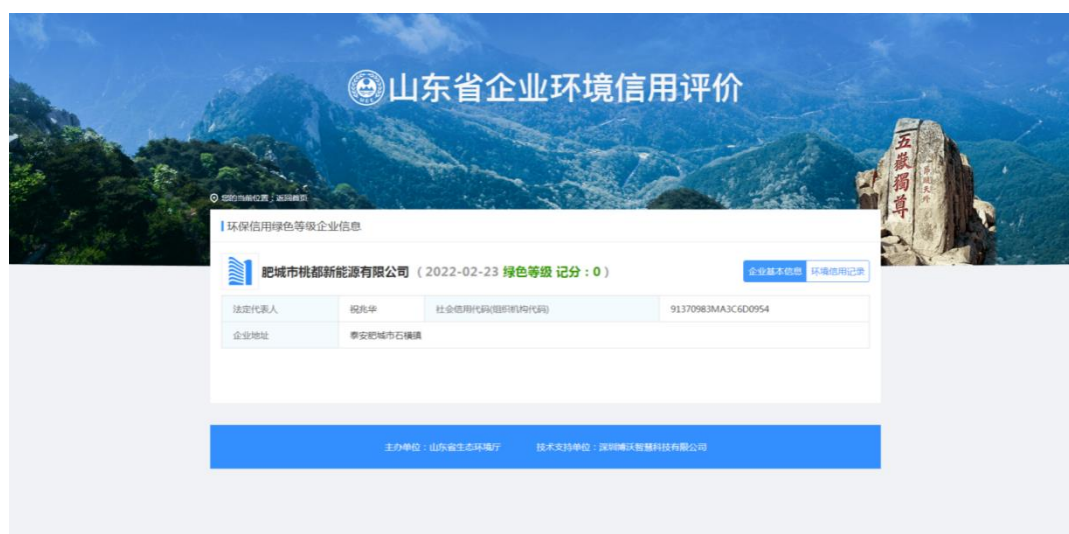 山东省企业环境信用评价
五嶽獨尊
您的当前位置：返回首页
环保信用绿色等级企业信息
肥城市桃都新能源有限公司（2022-02-23 绿色等级 记分：0）
企业基本信息 环境信用记录
法定代表人 祝兆华 社会信用代码(组织机构代码) 91370983MA3C6D0954
企业地址 泰安肥城市石横镇
主办单位：山东省生态环境厅 技术支持单位：深圳博沃智慧科技有限公司